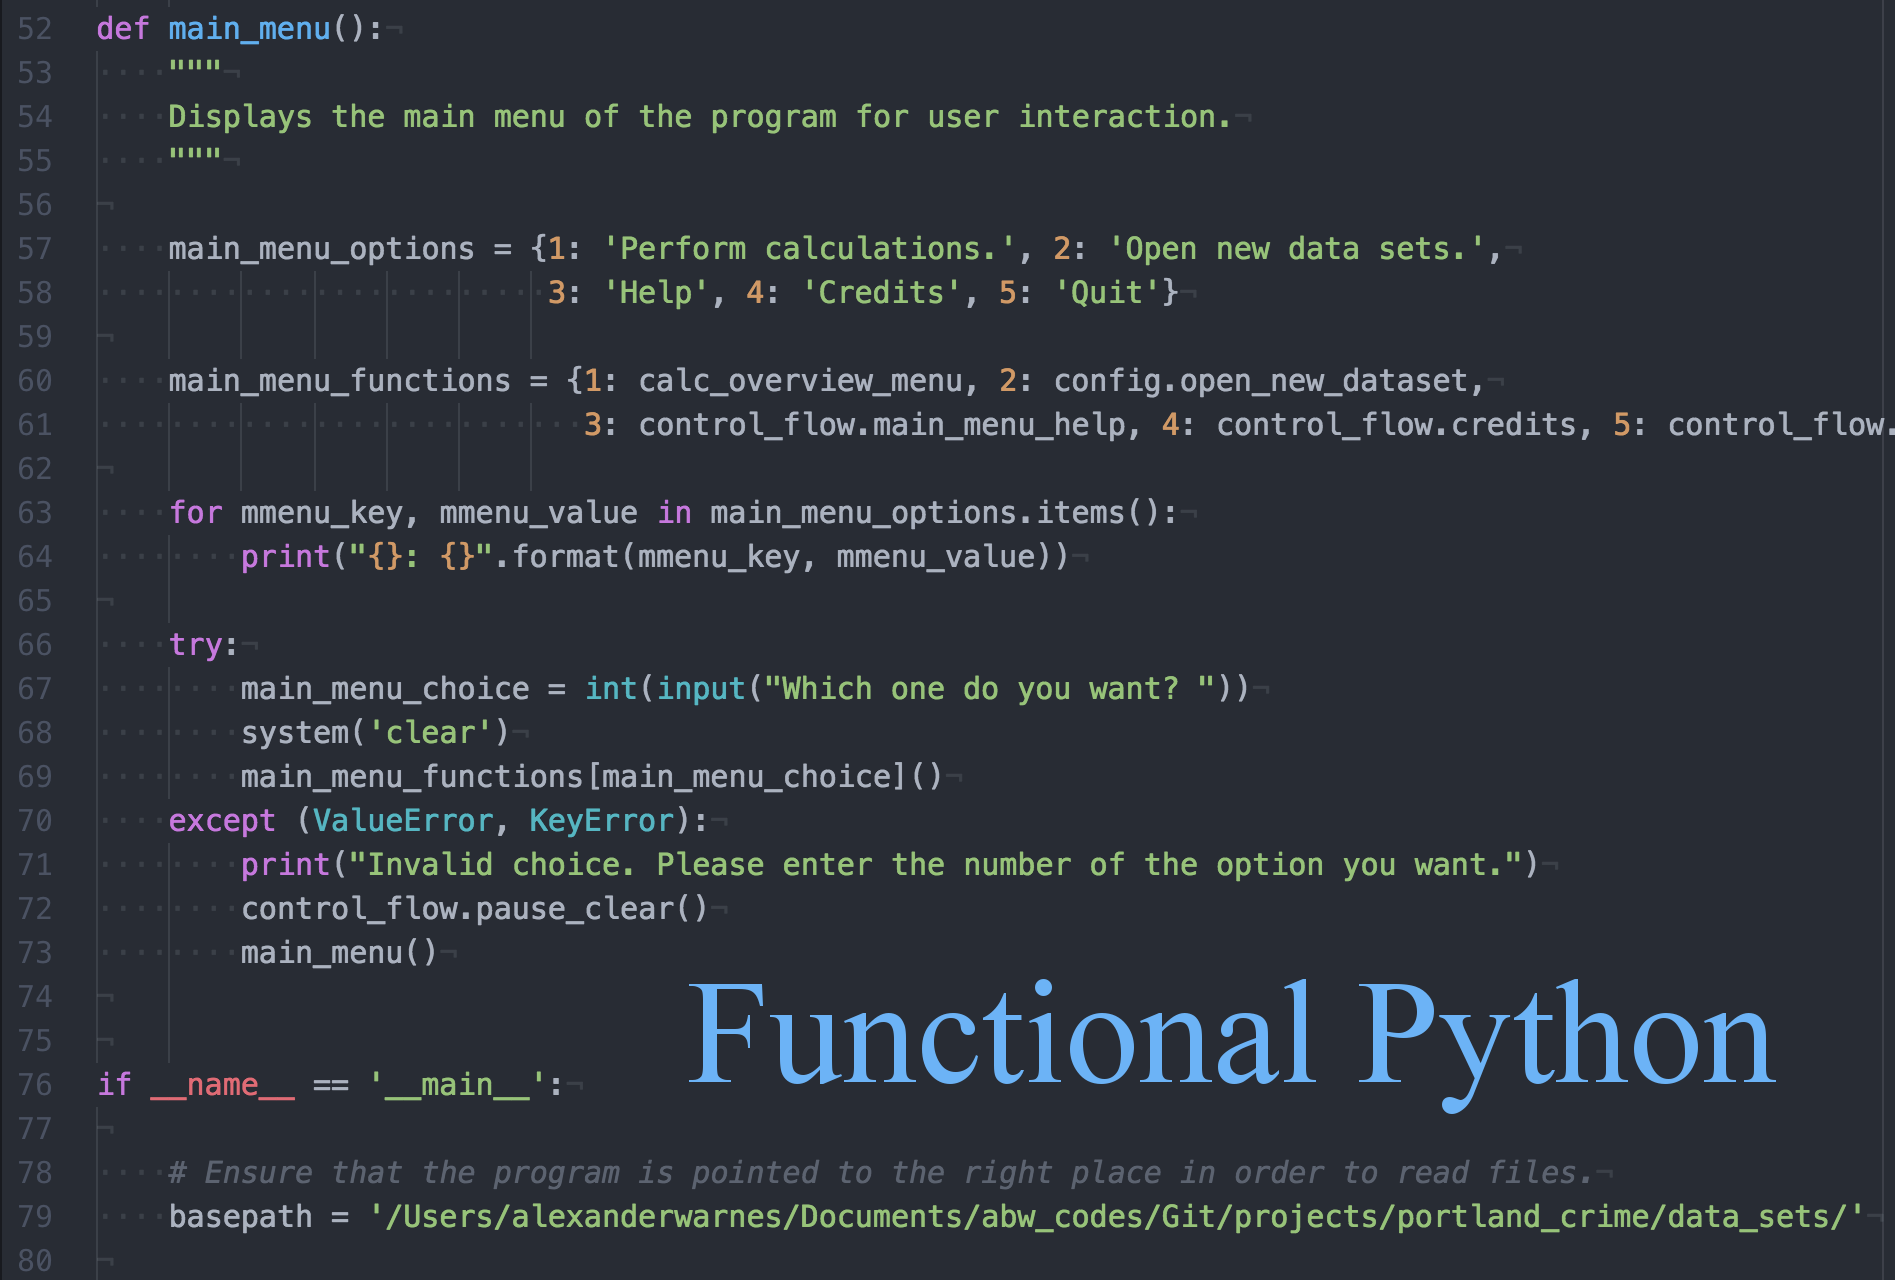 52 def main_menu():
53     """
54     Displays the main menu of the program for user interaction.
55     """
56
57     main_menu_options = {1: 'Perform calculations.', 2: 'Open new data sets.',
58                          3: 'Help', 4: 'Credits', 5: 'Quit'}
59
60     main_menu_functions = {1: calc_overview_menu, 2: config.open_new_dataset,
61                            3: control_flow.main_menu_help, 4: control_flow.credits, 5: control_flow.
62
63     for mmenu_key, mmenu_value in main_menu_options.items():
64         print("{}: {}".format(mmenu_key, mmenu_value))
65
66     try:
67         main_menu_choice = int(input("Which one do you want? "))
68         system('clear')
69         main_menu_functions[main_menu_choice]()
70     except (ValueError, KeyError):
71         print("Invalid choice. Please enter the number of the option you want.")
72         control_flow.pause_clear()
73         main_menu()
74
75
Functional Python
76 if __name__ == '__main__':
77
78     # Ensure that the program is pointed to the right place in order to read files.
79     basepath = '/Users/alexanderwarnes/Documents/abw_codes/Git/projects/portland_crime/data_sets/'
80